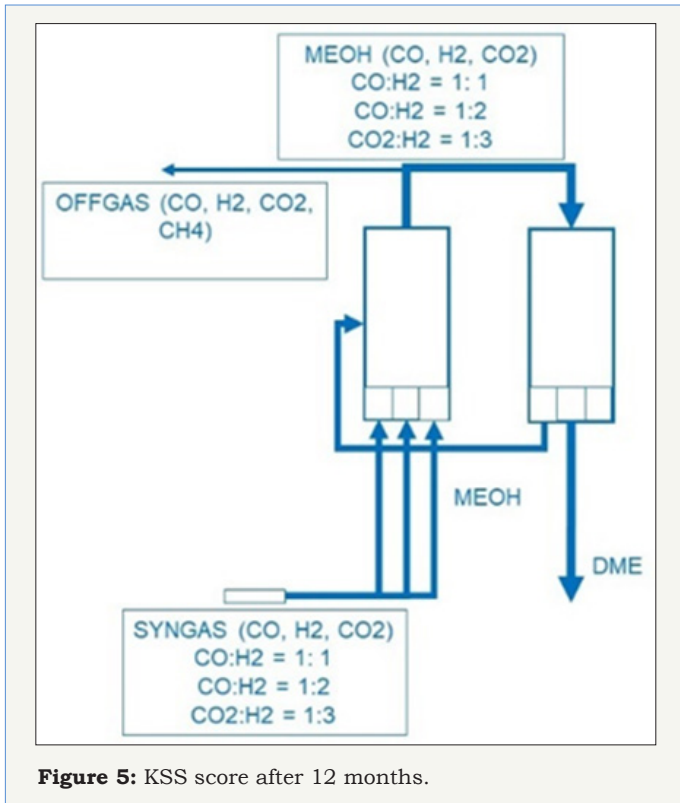 MEOH (CO, H2, CO2)
CO:H2 = 1: 1
CO:H2 = 1:2
CO2:H2 = 1:3
OFFGAS (CO, H2, CO2,
CH4)
MEOH
DME
SYNGAS (CO, H2, CO2)
CO:H2 = 1: 1
CO:H2 = 1:2
CO2:H2 = 1:3
Figure 5: KSS score after 12 months.